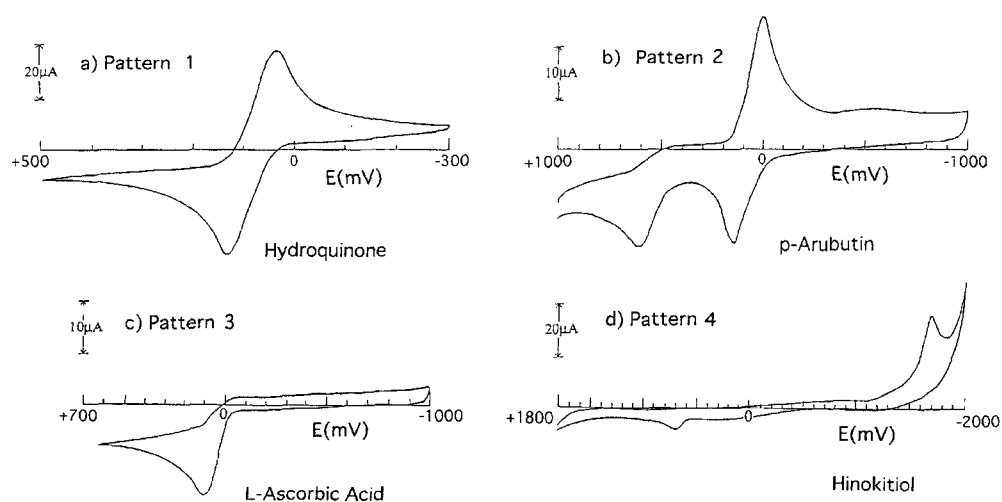 a) Pattern 1
20μA
+500
0
-300
E(mV)
Hydroquinone
b) Pattern 2
10μA
+1000
0
-1000
E(mV)
p-Arubutin
c) Pattern 3
10μA
+700
0
-1000
E(mV)
L-Ascorbic Acid
d) Pattern 4
20μA
+1800
0
-2000
E(mV)
Hinokitiol